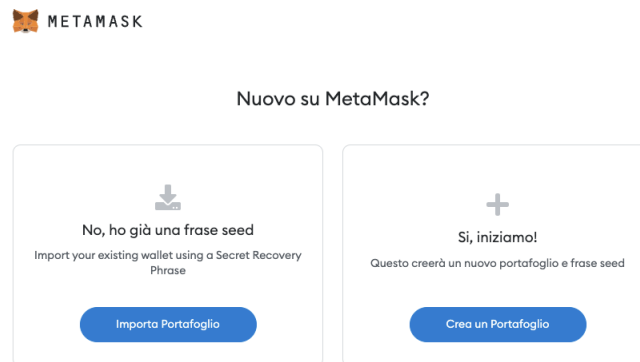 METAMASK
Nuovo su MetaMask?
No, ho già una frase seed
Import your existing wallet using a Secret Recovery
Phrase
Importa Portafoglio
Si, iniziamo!
Questo creerà un nuovo portafoglio e frase seed
Crea un Portafoglio